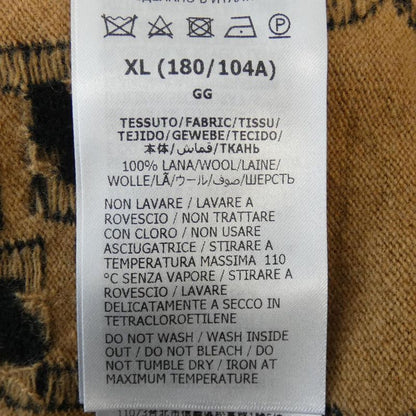 XL (180/104A)
GG
TESSUTO/FABRIC/TISSU/
TEJIDO/GEWEBE/TECIDO/
本体/قماش/ТКАНЬ
100% LANA/WOOL/LAINE/
WOLLE/LÃ/ウール/صوف/ШЕРСТЬ
NON LAVARE / LAVARE A
ROVESCIO / NON TRATTARE
CON CLORO / NON USARE
ASCIUGATRICE / STIRARE A
TEMPERATURA MASSIMA 110
°C SENZA VAPORE / STIRARE A
ROVESCIO / LAVARE
DELICATAMENTE A SECCO IN
TETRACLOROETILENE
DO NOT WASH / WASH INSIDE
OUT / DO NOT BLEACH / DO
NOT TUMBLE DRY / IRON AT
MAXIMUM TEMPERATURE